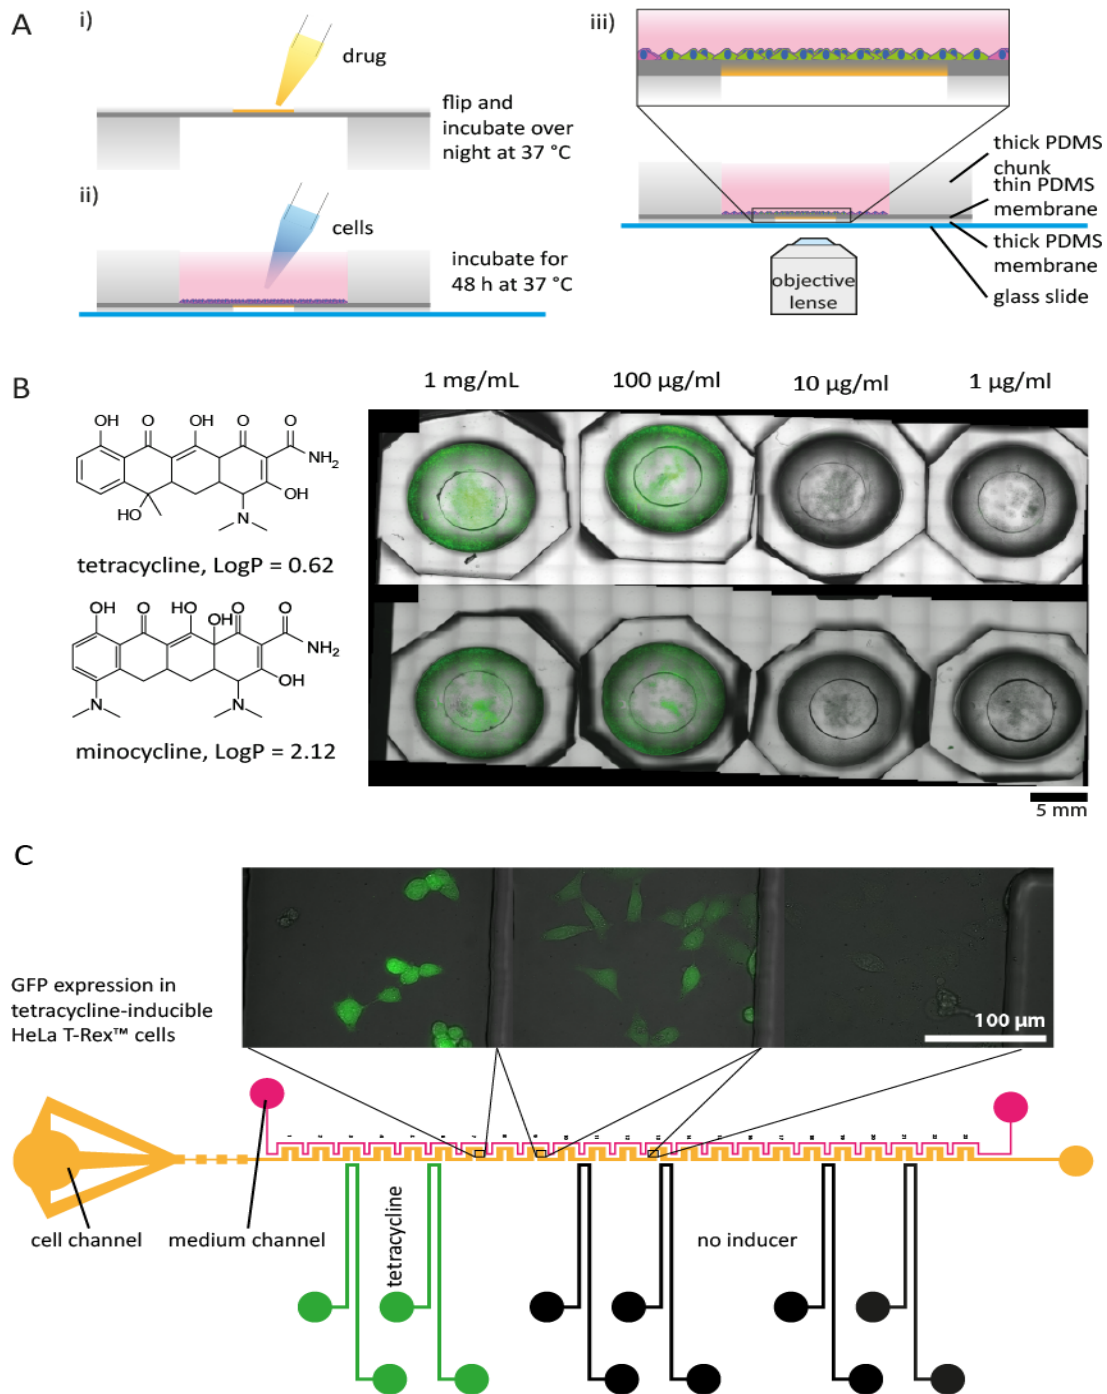 A
i)
drug
flip and
incubate over
night at 37 °C
ii)
cells
incubate for
48 h at 37 °C
iii)
thick PDMS
chunk
thin PDMS
membrane
thick PDMS
membrane
glass slide
objective
lense
B
1 mg/mL
100 µg/ml
10 µg/ml
1 µg/ml
OH O OH O O
NH2
OH
HO
N
tetracycline, LogP = 0.62
OH O HO OH O O
NH2
OH
N
N
minocycline, LogP = 2.12
5 mm
C
GFP expression in
tetracycline-inducible
HeLa T-Rex™ cells
100 µm
cell channel
medium channel
tetracycline
no inducer